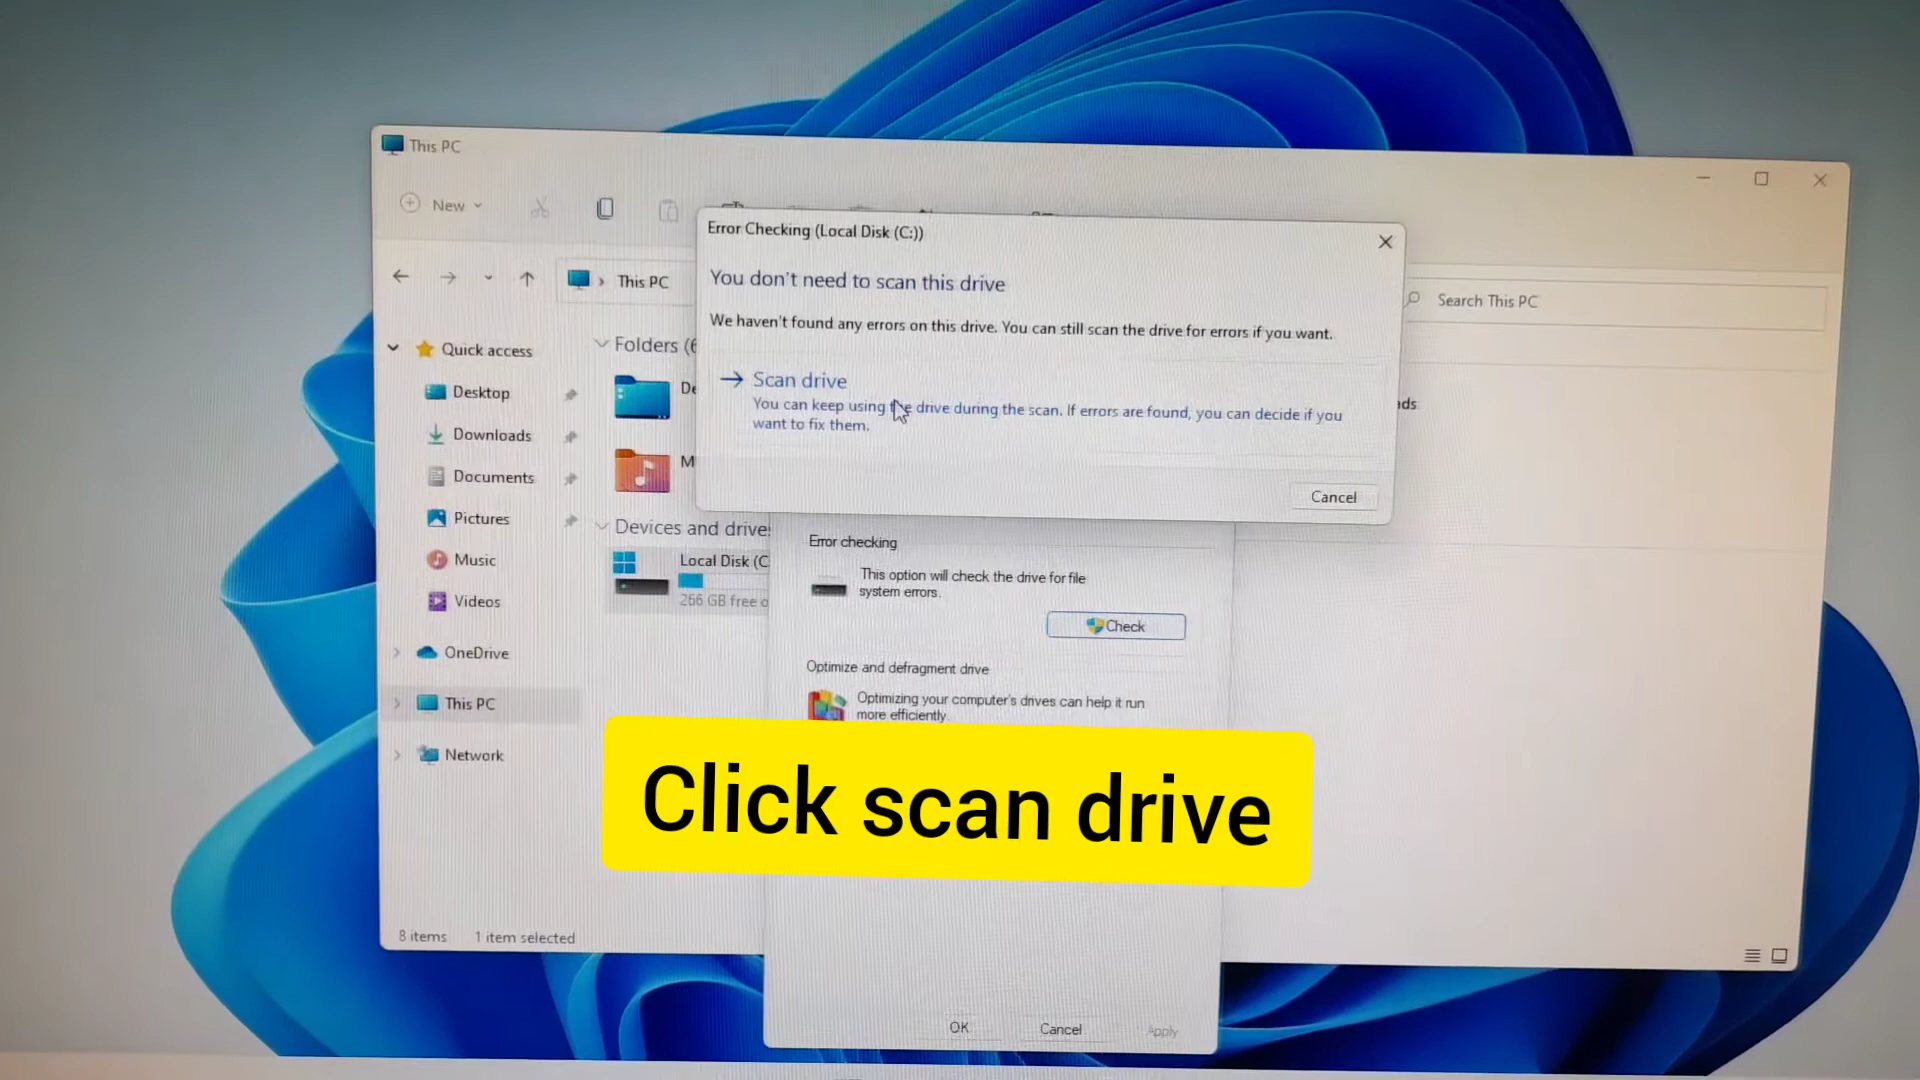 This PC
New
Error Checking (Local Disk (C:))
You don't need to scan this drive
We haven't found any errors on this drive. You can still scan the drive for errors if you want.
Scan drive
You can keep using the drive during the scan. If errors are found, you can decide if you
want to fix them.
Cancel
This PC
Search This PC
Quick access
Desktop
Downloads
Documents
Pictures
Music
Videos
OneDrive
This PC
Network
Folders (6
De
M
ds
Devices and drives
Local Disk (C
266 GB free o
Error checking
This option will check the drive for file
system errors.
Check
Optimize and defragment drive
Optimizing your computer's drives can help it run
more efficiently.
Click scan drive
8 items
1 item selected
OK
Cancel
Apply